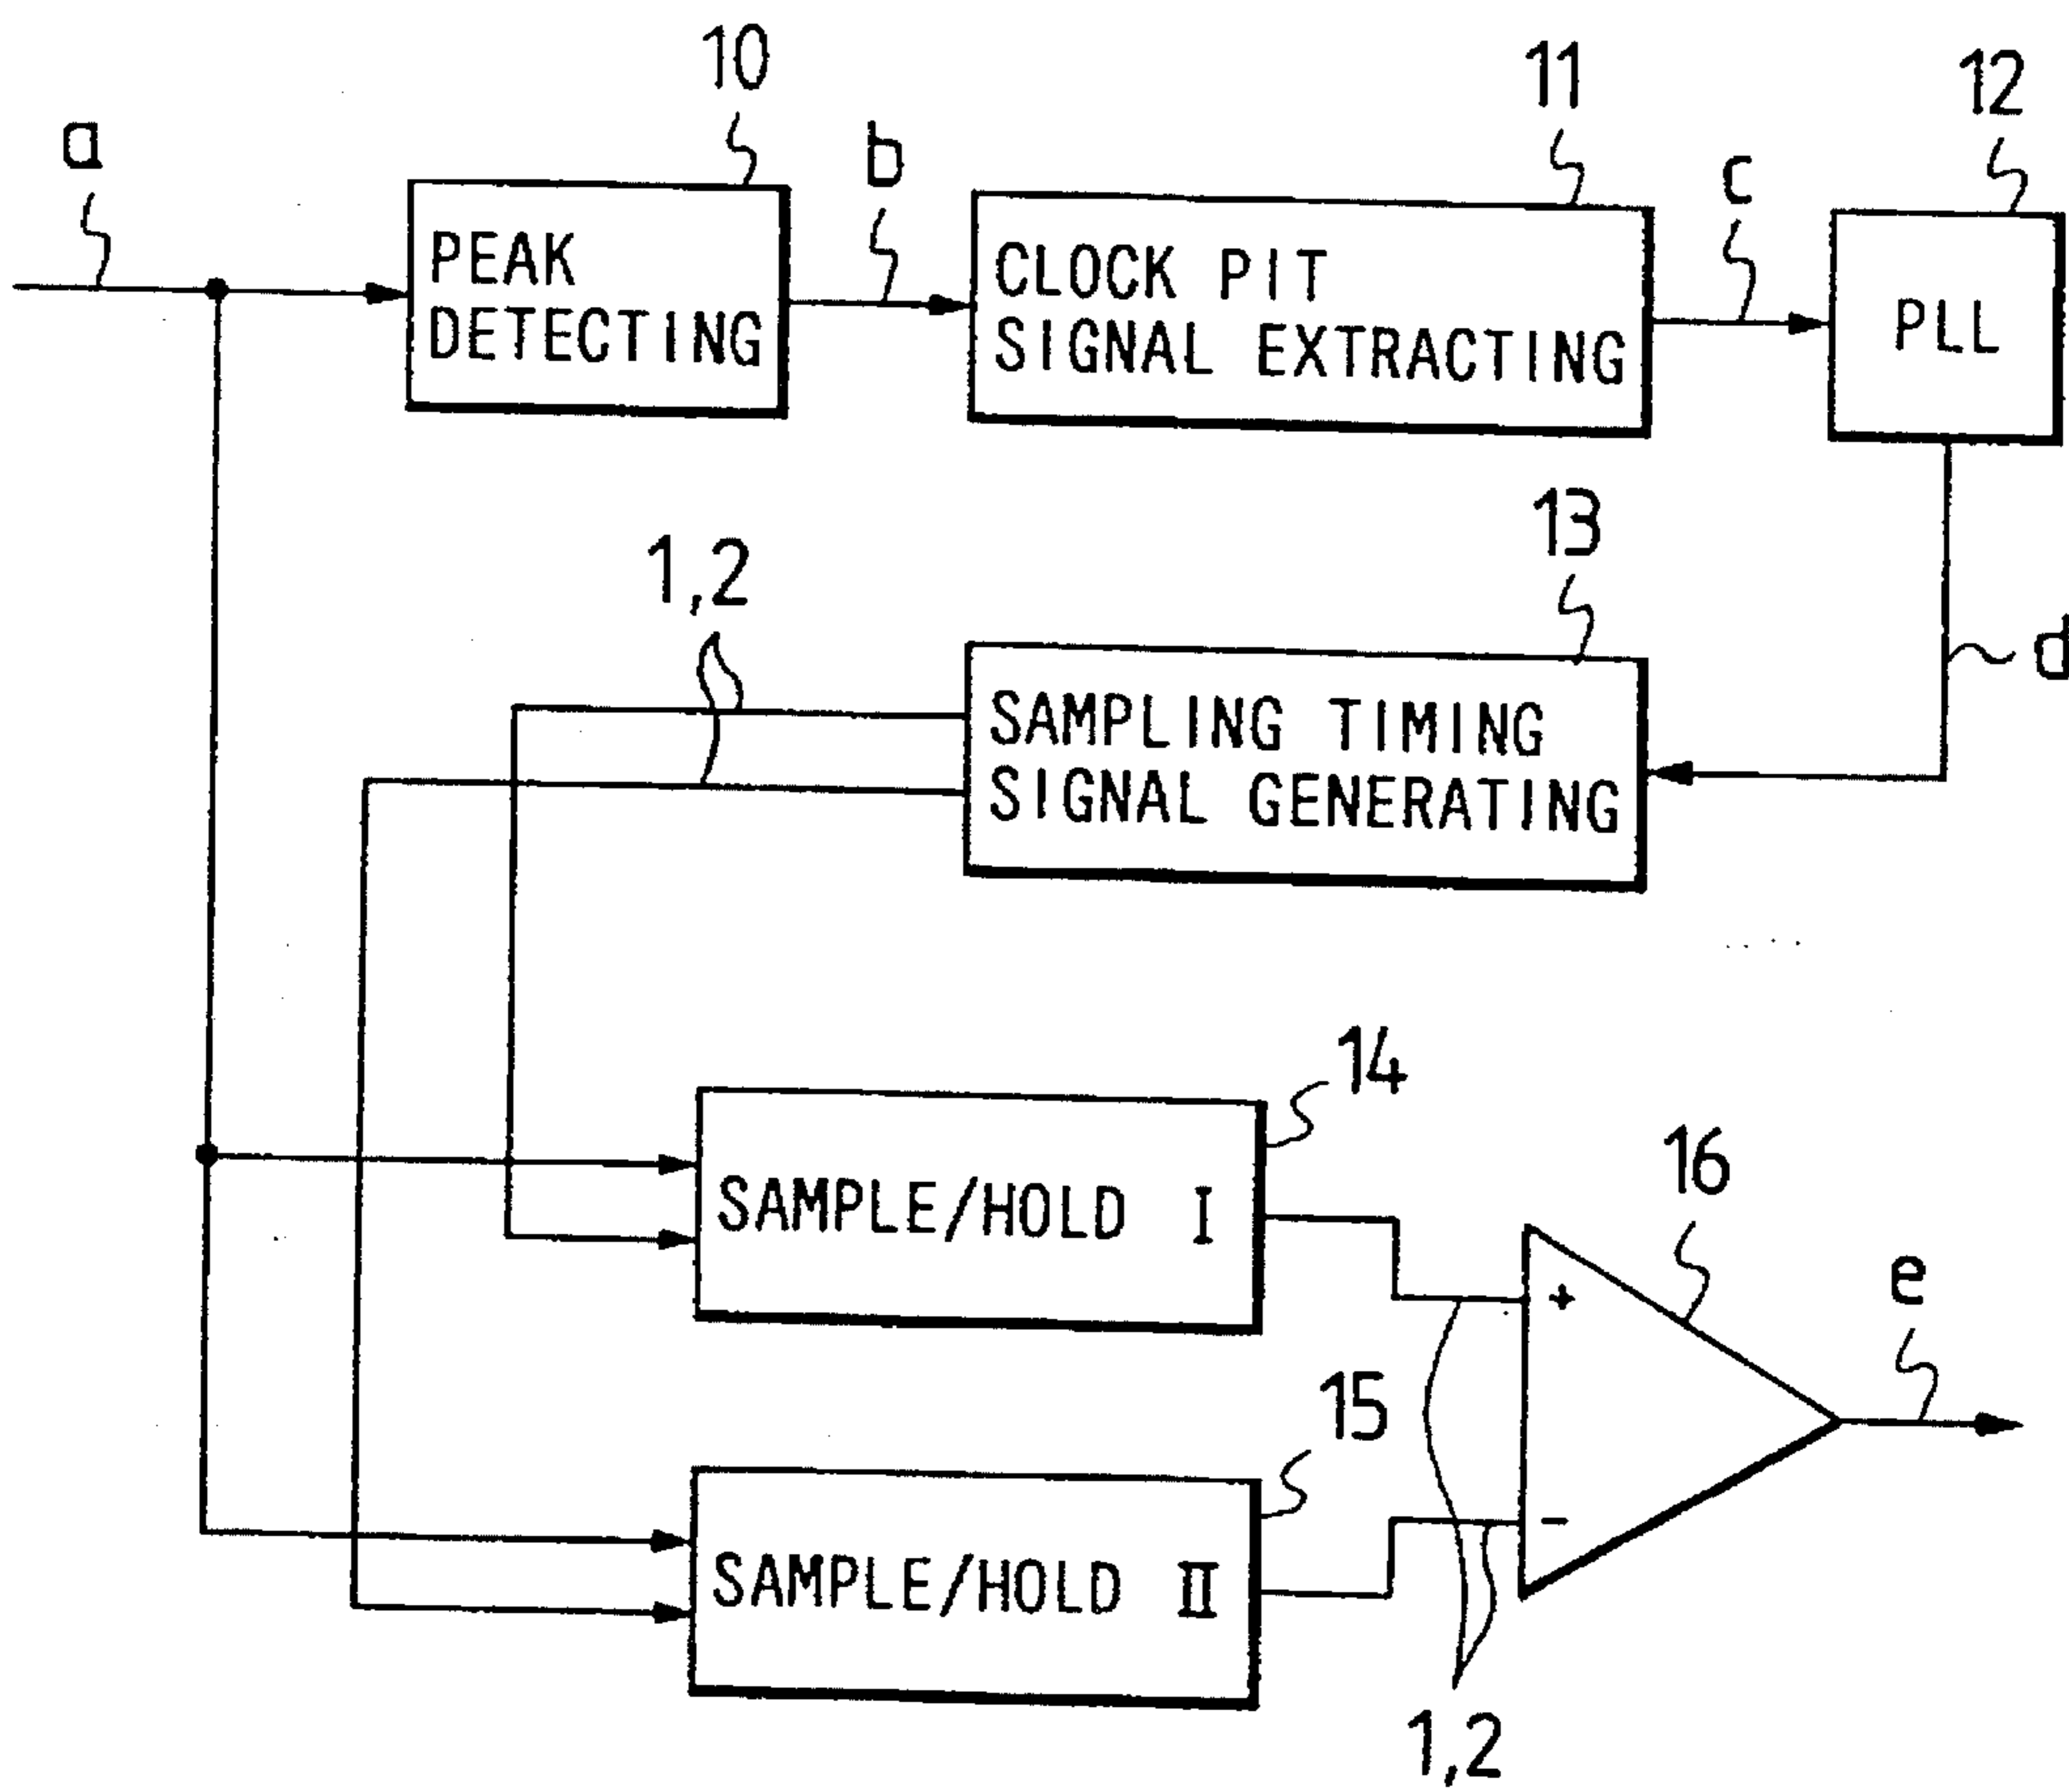 10
11
12
a
b
c
PEAK
DETECTING
CLOCK PIT
SIGNAL EXTRACTING
PLL
13
1,2
d
SAMPLING TIMING
SIGNAL GENERATING
14
SAMPLE/HOLD I
16
+
e
15
-
SAMPLE/HOLD II
1,2